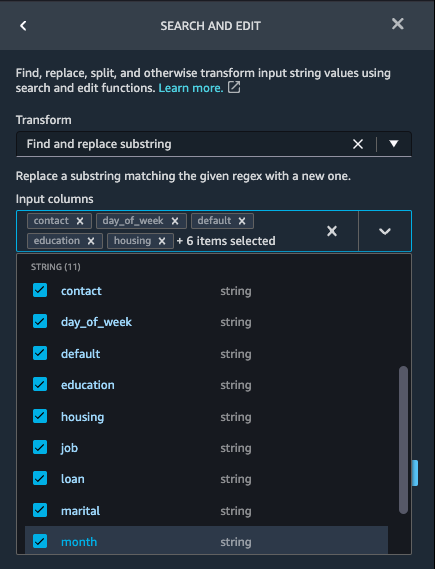 SEARCH AND EDIT
Find, replace, split, and otherwise transform input string values using
search and edit functions. Learn more.
Transform
Find and replace substring
Replace a substring matching the given regex with a new one.
Input columns
contact day_of_week default
education housing + 6 items selected
STRING (11)
contact string
day_of_week string
default string
education string
housing string
job string
loan string
marital string
month string